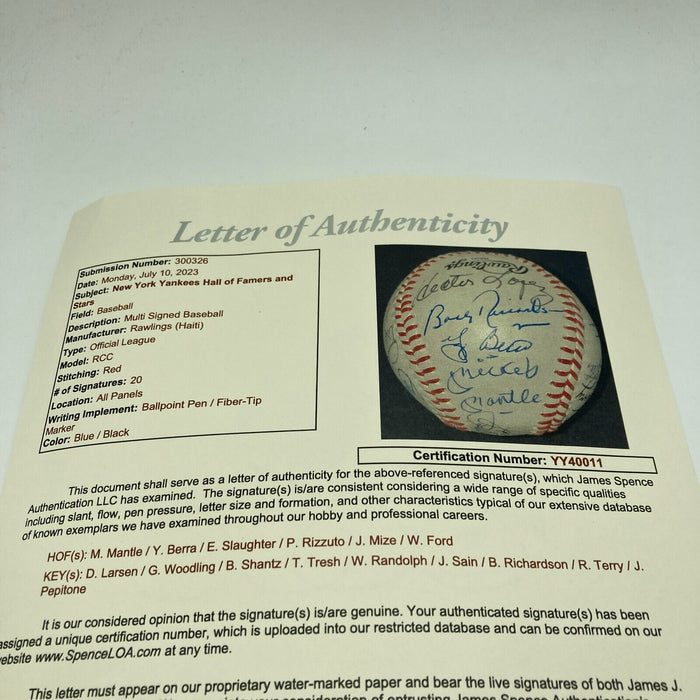 Letter of Authenticity
Submission Number: 300326
Date: Monday, July 10, 2023
Subject: New York Yankees Hall of Famers and
Stars
Field: Baseball
Description: Multi Signed Baseball
Manufacturer: Rawlings (Haiti)
Type: Official League
Model: RCC
Stitching: Red
# of Signatures: 20
Location: All Panels
Writing Implement: Ballpoint Pen / Fiber-Tip
Marker
Color: Blue / Black
Rawlings
Hector Lopez
Bobby Richardson
Yogi Berra
Mickey
Mantle
Certification Number: YY40011
This document shall serve as a letter of authenticity for the above-referenced signature(s), which James Spence
Authentication LLC has examined. The signature(s) is/are consistent considering a wide range of specific qualities
including slant, flow, pen pressure, letter size and formation, and other characteristics typical of our extensive database
of known exemplars we have examined throughout our hobby and professional careers.
HOF(s): M. Mantle / Y. Berra / E. Slaughter / P. Rizzuto / J. Mize / W. Ford
KEY(s): D. Larsen / G. Woodling / B. Shantz / T. Tresh / W. Randolph / J. Sain / B. Richardson / R. Terry / J.
Pepitone
It is our considered opinion that the signature(s) is/are genuine. Your authenticated signature(s) has been
assigned a unique certification number, which is uploaded into our restricted database and can be confirmed on our
website www.SpenceLOA.com at any time.
This letter must appear on our proprietary water-marked paper and bear the live signatures of both James J.